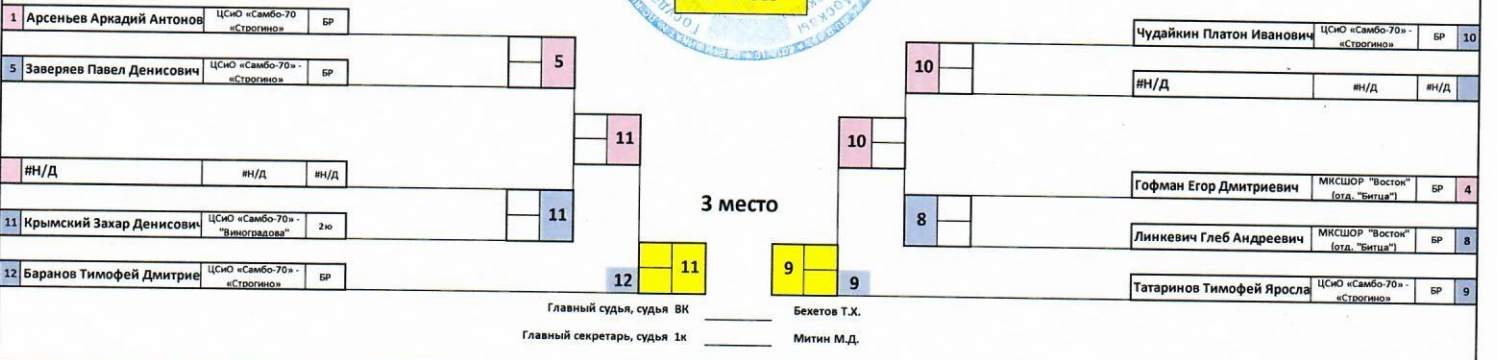 1 Арсеньев Аркадий Антонов ЦСиО «Самбо-70 «Строгино» БР
5
5 Заверяев Павел Денисович ЦСиО «Самбо-70» - «Строгино» БР
11
#Н/Д #Н/Д #Н/Д
11
11 Крымский Захар Денисович ЦСиО «Самбо-70» - "Виноградова" 2ю
12 Баранов Тимофей Дмитрие ЦСиО «Самбо-70» - «Строгино» БР
12 11
3 место
Чудайкин Платон Иванович ЦСиО «Самбо-70» - «Строгино» БР 10
10
#Н/Д #Н/Д #Н/Д
10
Гофман Егор Дмитриевич МКСШОР "Восток" (отд. "Битца") БР 4
8
Линкевич Глеб Андреевич МКСШОР "Восток" (отд. "Битца") БР 8
Татаринов Тимофей Яросла ЦСиО «Самбо-70» - «Строгино» БР 9
9 9
Главный судья, судья ВК Бехетов Т.Х.
Главный секретарь, судья 1к Митин М.Д.